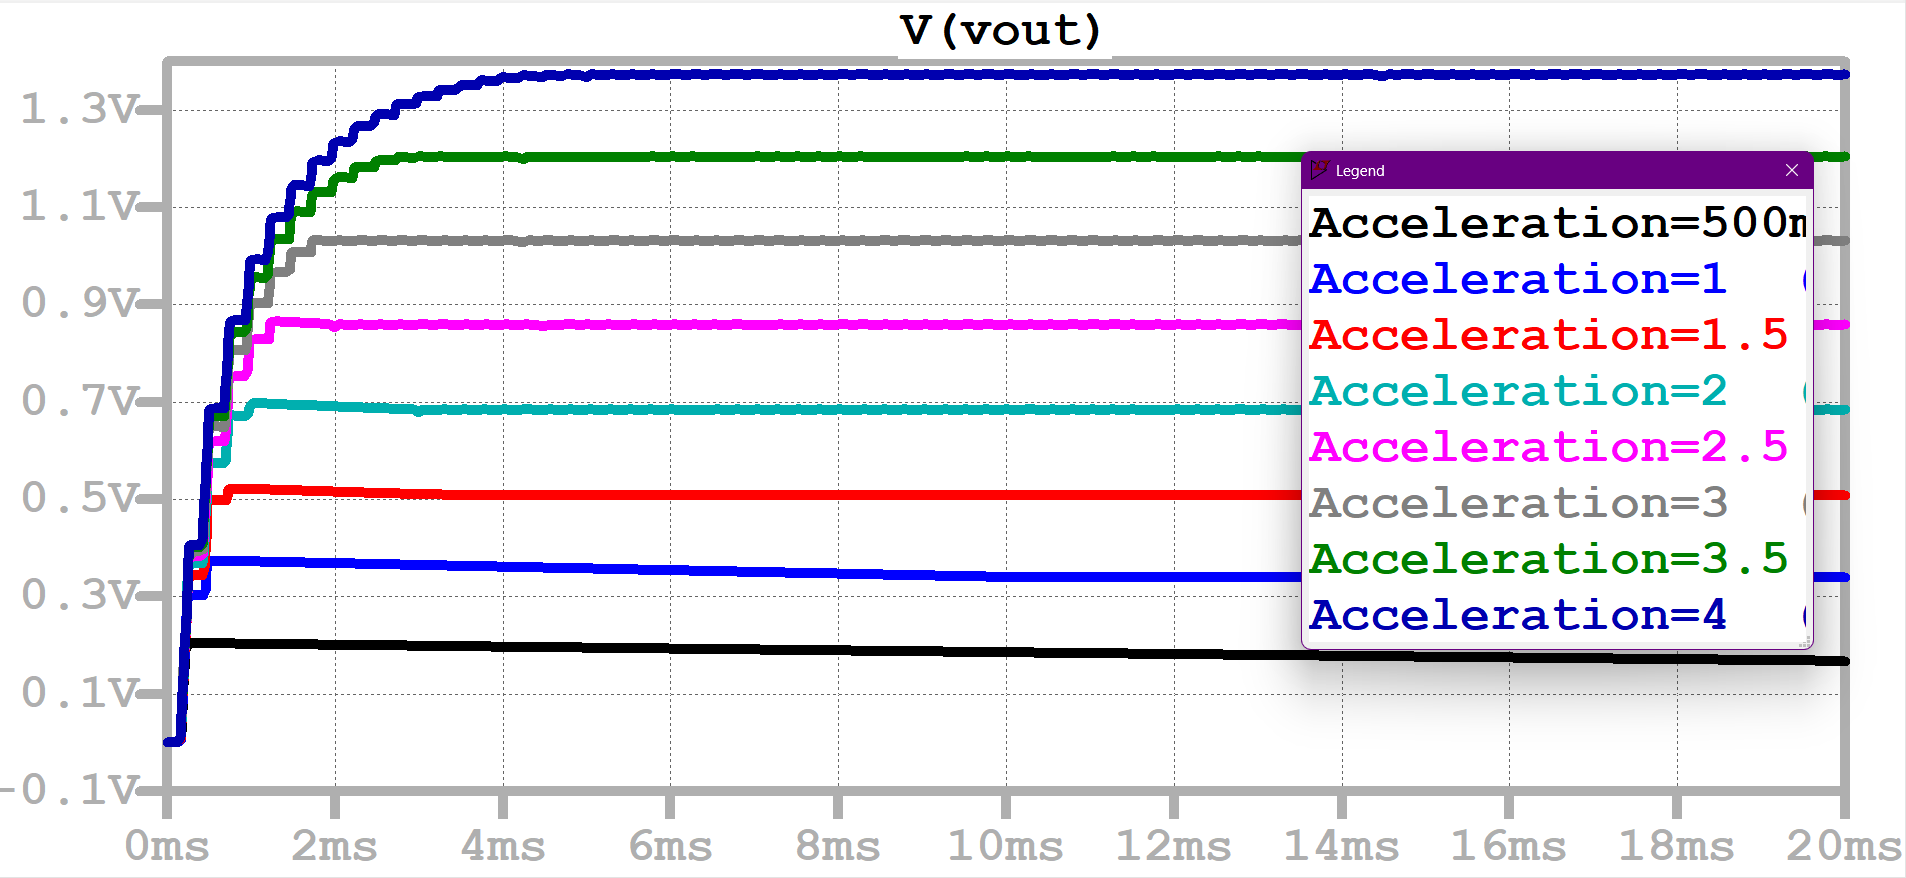 V(vout)
1.3V
1.1V
0.9V
0.7V
0.5V
0.3V
0.1V
-0.1V
0ms 2ms 4ms 6ms 8ms 10ms 12ms 14ms 16ms 18ms 20ms
Legend
Acceleration=500m
Acceleration=1
Acceleration=1.5
Acceleration=2
Acceleration=2.5
Acceleration=3
Acceleration=3.5
Acceleration=4